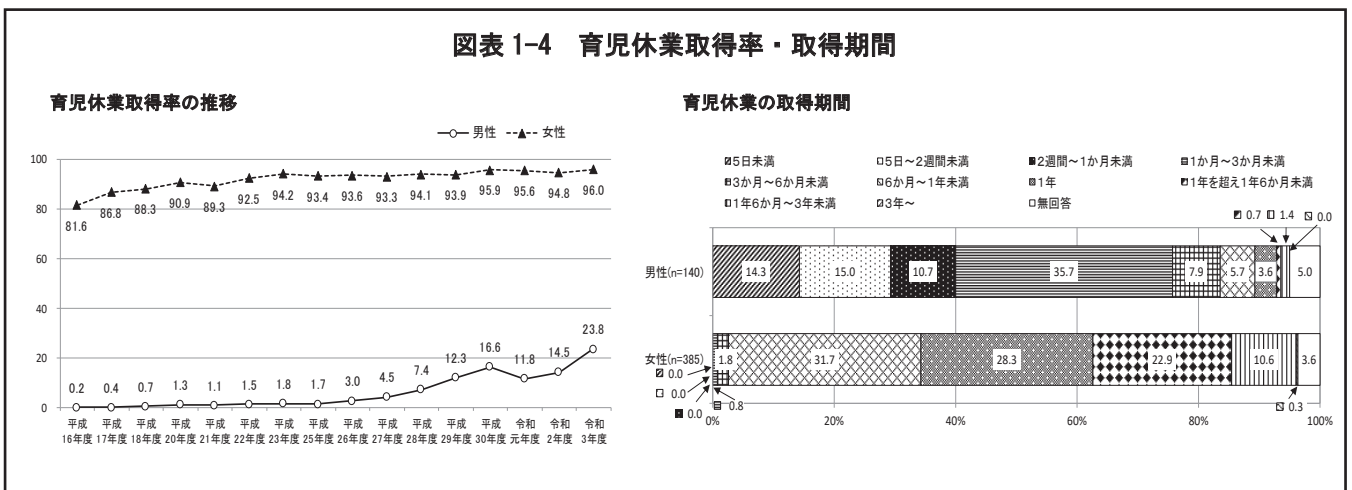 図表 1-4　育児休業取得率・取得期間
育児休業取得率の推移
男性 女性
100
80
60
40
20
0
81.6 86.8 88.3 90.9 89.3 92.5 94.2 93.4 93.6 93.3 94.1 93.9 95.9 95.6 94.8 96.0
0.2 0.4 0.7 1.3 1.1 1.5 1.8 1.7 3.0 4.5 7.4 12.3 16.6 11.8 14.5 23.8
平成 平成 平成 平成 平成 平成 平成 平成 平成 平成 平成 平成 平成 令和 令和 令和
16年度 17年度 18年度 20年度 21年度 22年度 23年度 25年度 26年度 27年度 28年度 29年度 30年度 元年度 2年度 3年度
育児休業の取得期間
5日未満 5日～2週間未満 2週間～1か月未満 1か月～3か月未満
3か月～6か月未満 6か月～1年未満 1年 1年を超え1年6か月未満
1年6か月～3年未満 3年～ 無回答
0.7 1.4 0.0
男性(n=140) 14.3 15.0 10.7 35.7 7.9 5.7 3.6 5.0
女性(n=385) 1.8 31.7 28.3 22.9 10.6 3.6
0.0
0.0
0.0 0.8 0.3
0% 20% 40% 60% 80% 100%